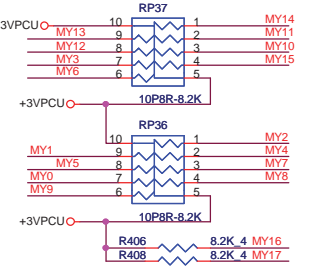 RP37
3VPCU 10 1 MY14
MY13 9 2 MY11
MY12 8 3 MY10
MY3 7 4 MY15
MY6 6 5
+3VPCU 10P8R-8.2K
RP36
10 1 MY2
MY1 9 2 MY4
MY5 8 3 MY7
MY0 7 4 MY8
MY9 6 5
+3VPCU 10P8R-8.2K
R406 8.2K_4 MY16
R408 8.2K_4 MY17